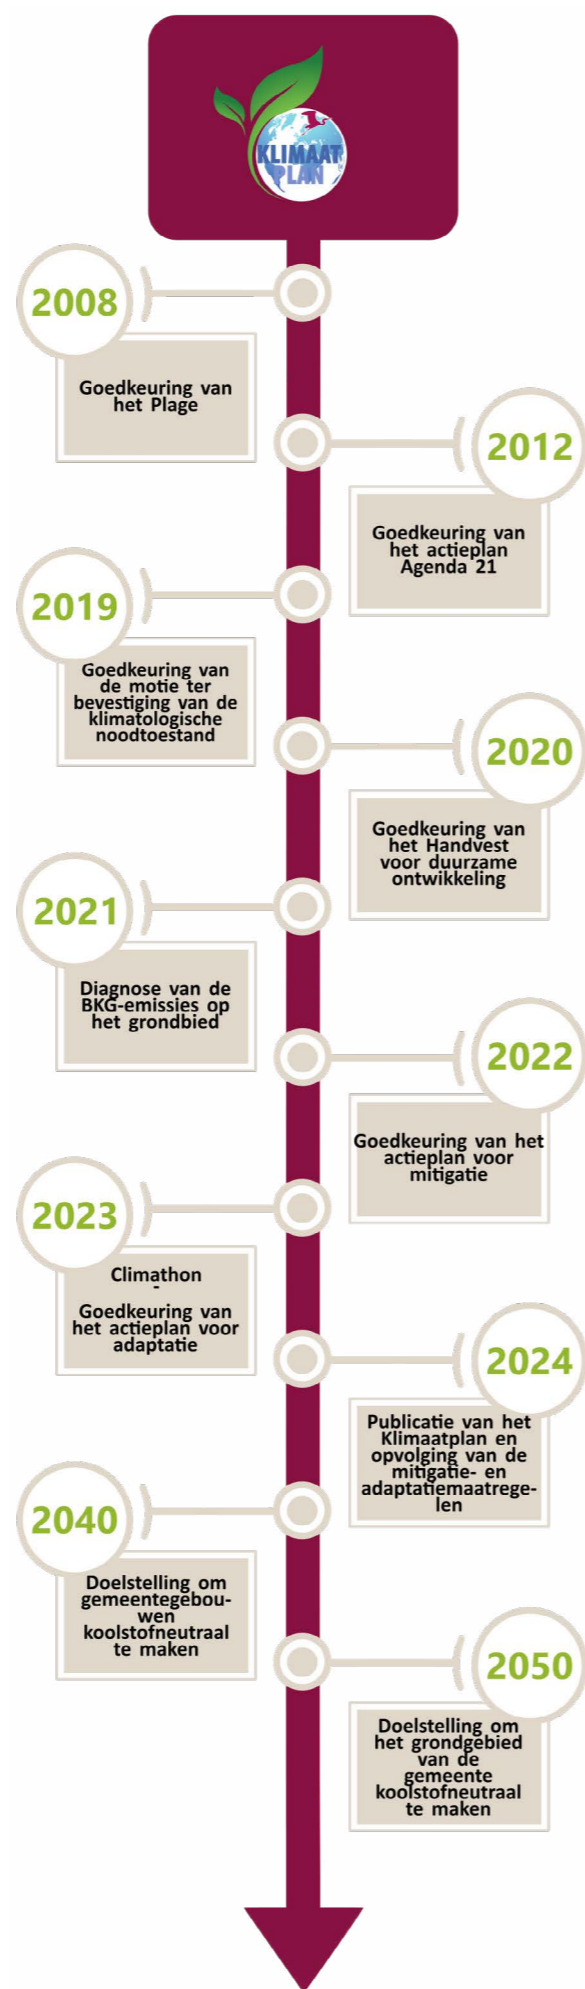 KLIMAAT
PLAN
2008
Goedkeuring van
het Plage
2012
Goedkeuring van
het actieplan
Agenda 21
2019
Goedkeuring van
de motie ter
bevestiging van de
klimatologische
noodtoestand
2020
Goedkeuring van
het Handvest
voor duurzame
ontwikkeling
2021
Diagnose van de
BKG-emissies op
het grondbied
2022
Goedkeuring van het
actieplan voor
mitigatie
2023
Climathon
-
Goedkeuring van
het actieplan voor
adaptatie
2024
Publicatie van het
Klimaatplan en
opvolging van de
mitigatie- en
adaptatiemaatrege-
len
2040
Doelstelling om
gemeentegebou-
wen
koolstofneutraal
te maken
2050
Doelstelling om
het grondgebied
van de
gemeente
koolstofneutraal
te maken